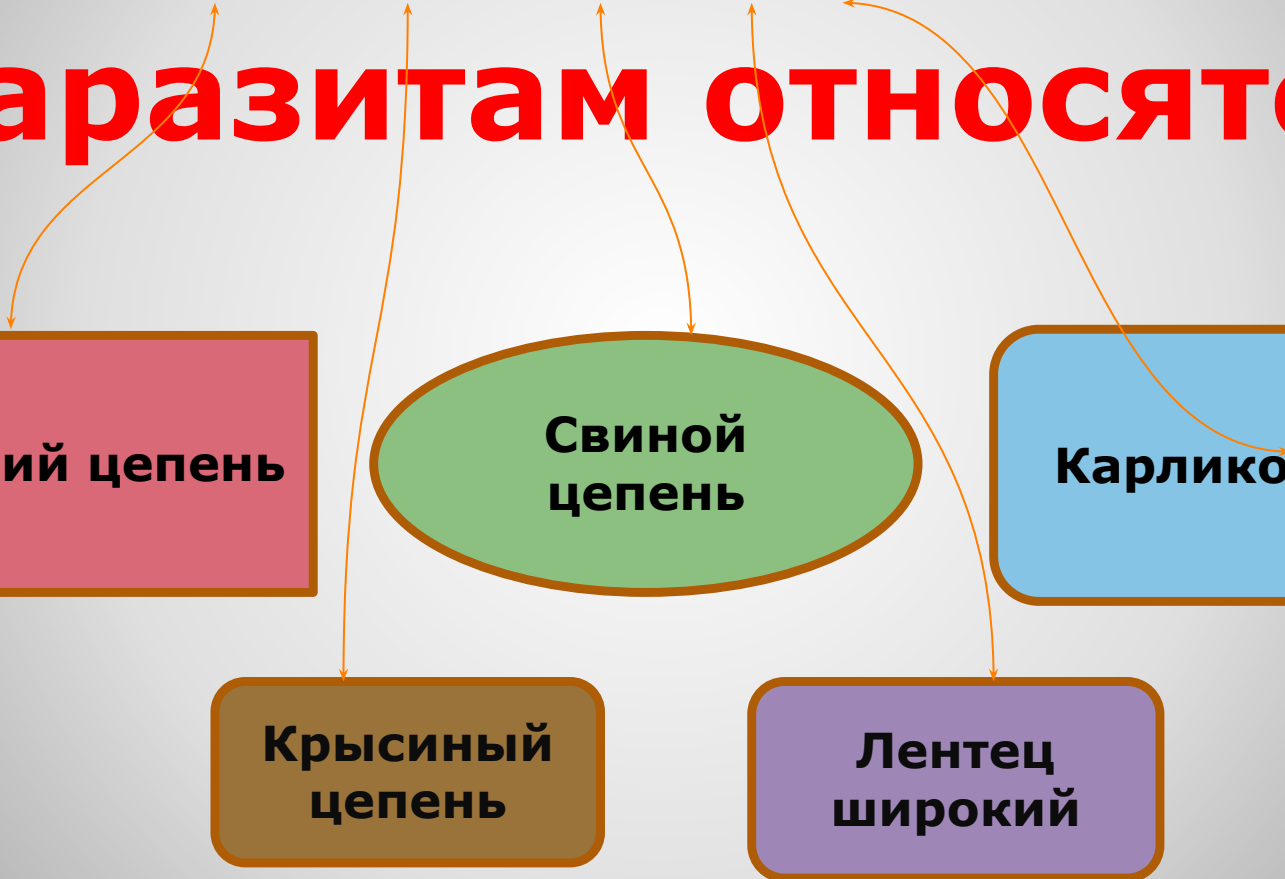 аразитам относят
ий цепень
Свиной
цепень
Карлико
Крысиный
цепень
Лентец
широкий